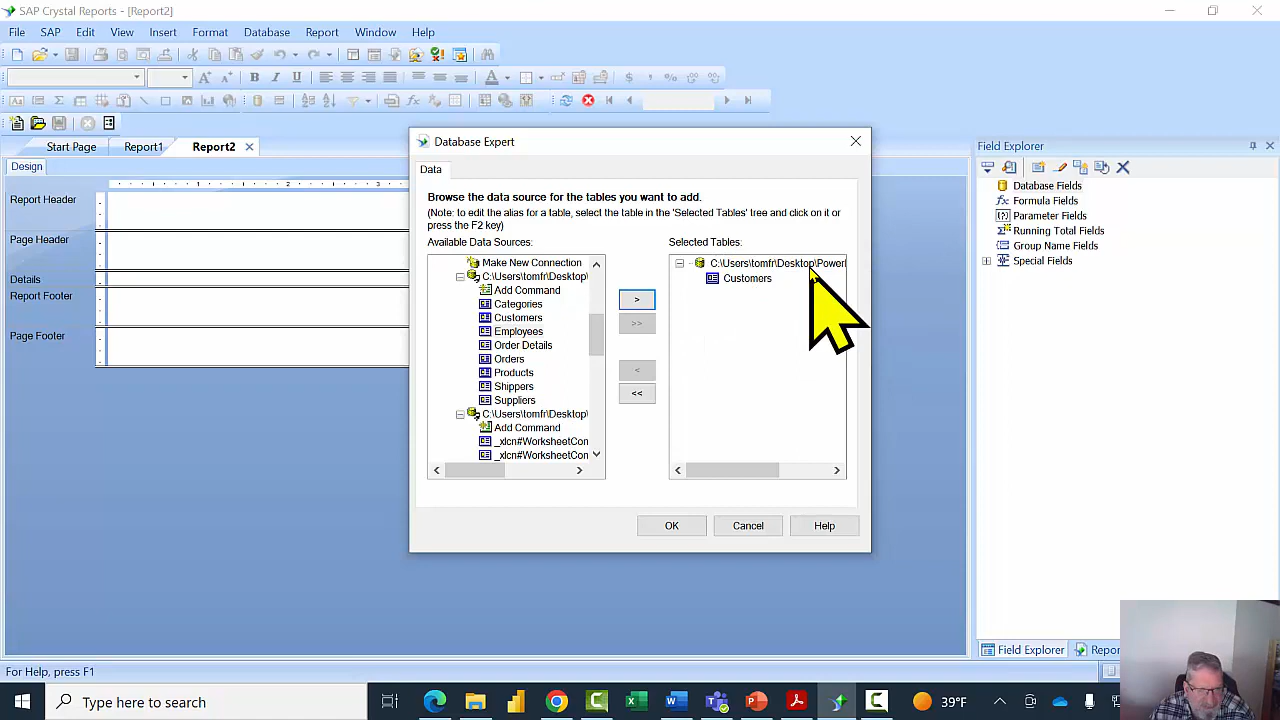 SAP Crystal Reports - [Report2]
File SAP Edit View Insert Format Database Report Window Help
Start Page Report1 Report2
Design
Report Header
Page Header
Details
Report Footer
Page Footer
Database Expert
Data
Browse the data source for the tables you want to add.
(Note: to edit the alias for a table, select the table in the 'Selected Tables' tree and click on it or
press the F2 key)
Available Data Sources:
Make New Connection
C:\Users\tomfr\Desktop\
Add Command
Categories
Customers
Employees
Order Details
Orders
Products
Shippers
Suppliers
C:\Users\tomfr\Desktop\
Add Command
_xlcn#WorksheetCon
_xlcn#WorksheetCon
>
>>
<
<<
Selected Tables:
C:\Users\tomfr\Desktop\Power
Customers
OK Cancel Help
Field Explorer
Database Fields
Formula Fields
Parameter Fields
Running Total Fields
Group Name Fields
Special Fields
Field Explorer Repor
For Help, press F1
Type here to search
39°F